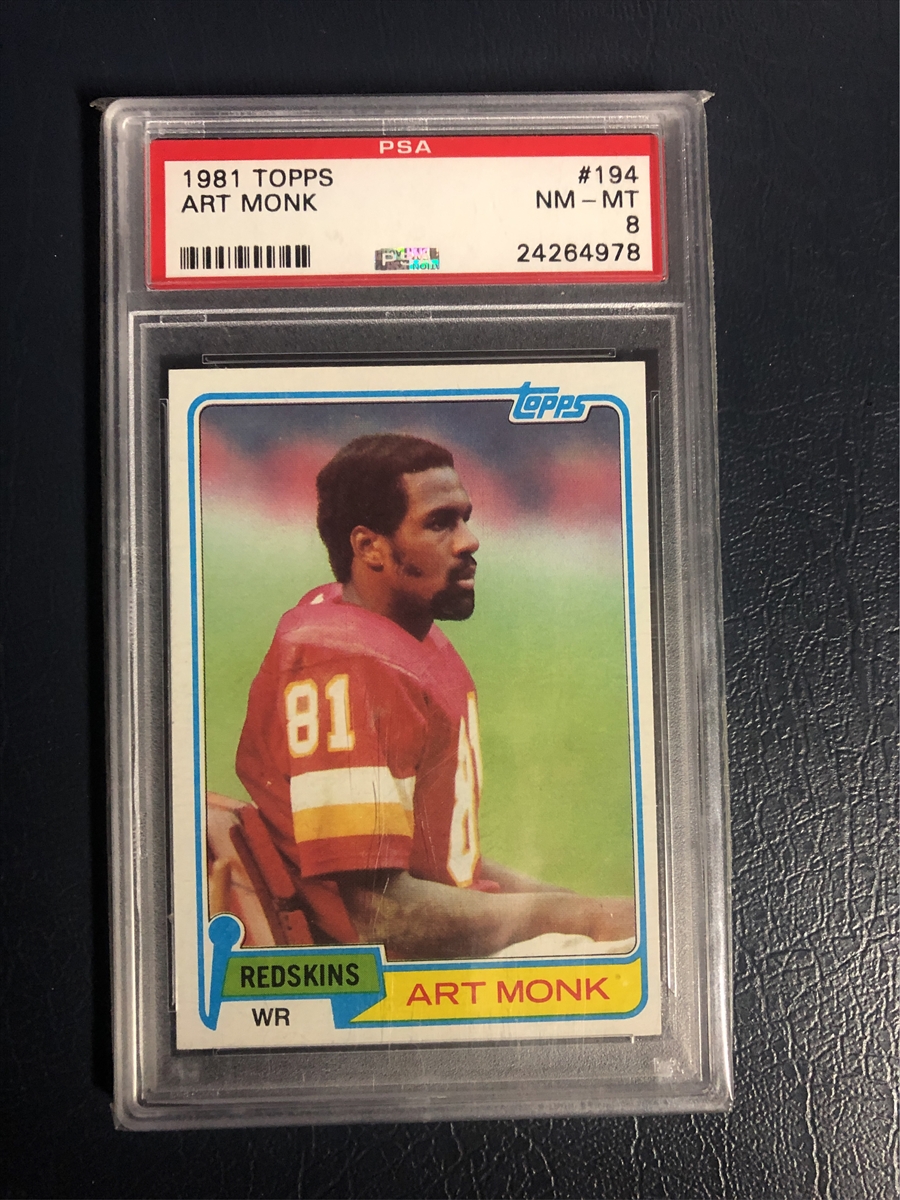 PSA
1981 TOPPS #194
ART MONK NM-MT
8
24264978
topps
81
REDSKINS
ART MONK
WR